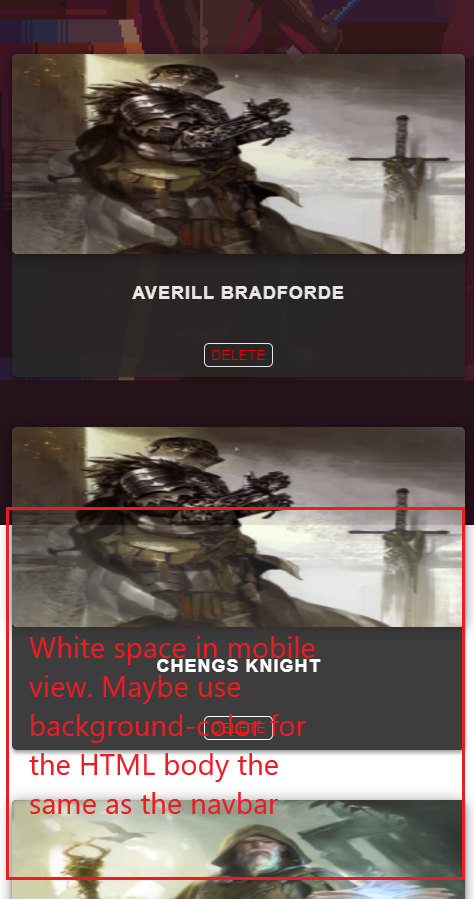 AVERILL BRADFORDE
DELETE
White space in mobile
CHENGS KNIGHT
view. Maybe use
background-color for
DELETE
the HTML body the
same as the navbar